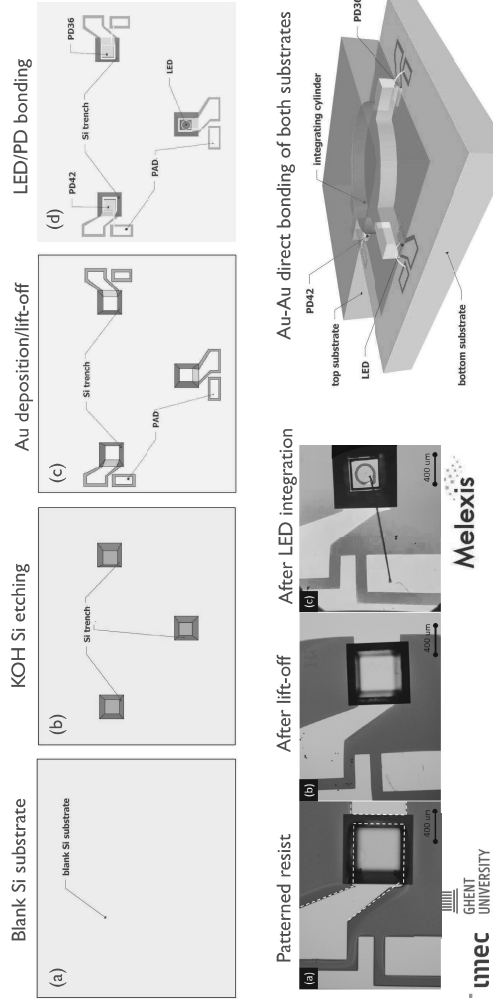 Blank Si substrate
(a)
blank Si substrate
KOH Si etching
(b)
Si trench
Au deposition/lift-off
(c)
Si trench
PAD
LED/PD bonding
(d)
PD42
Si trench
PD36
PAD
LED
Patterned resist
(a)
400 um
After lift-off
(b)
400 um
After LED integration
(c)
400 um
Au-Au direct bonding of both substrates
PD42
top substrate
LED
integrating cylinder
PD36
bottom substrate
imec
GHENT
UNIVERSITY
Melexis